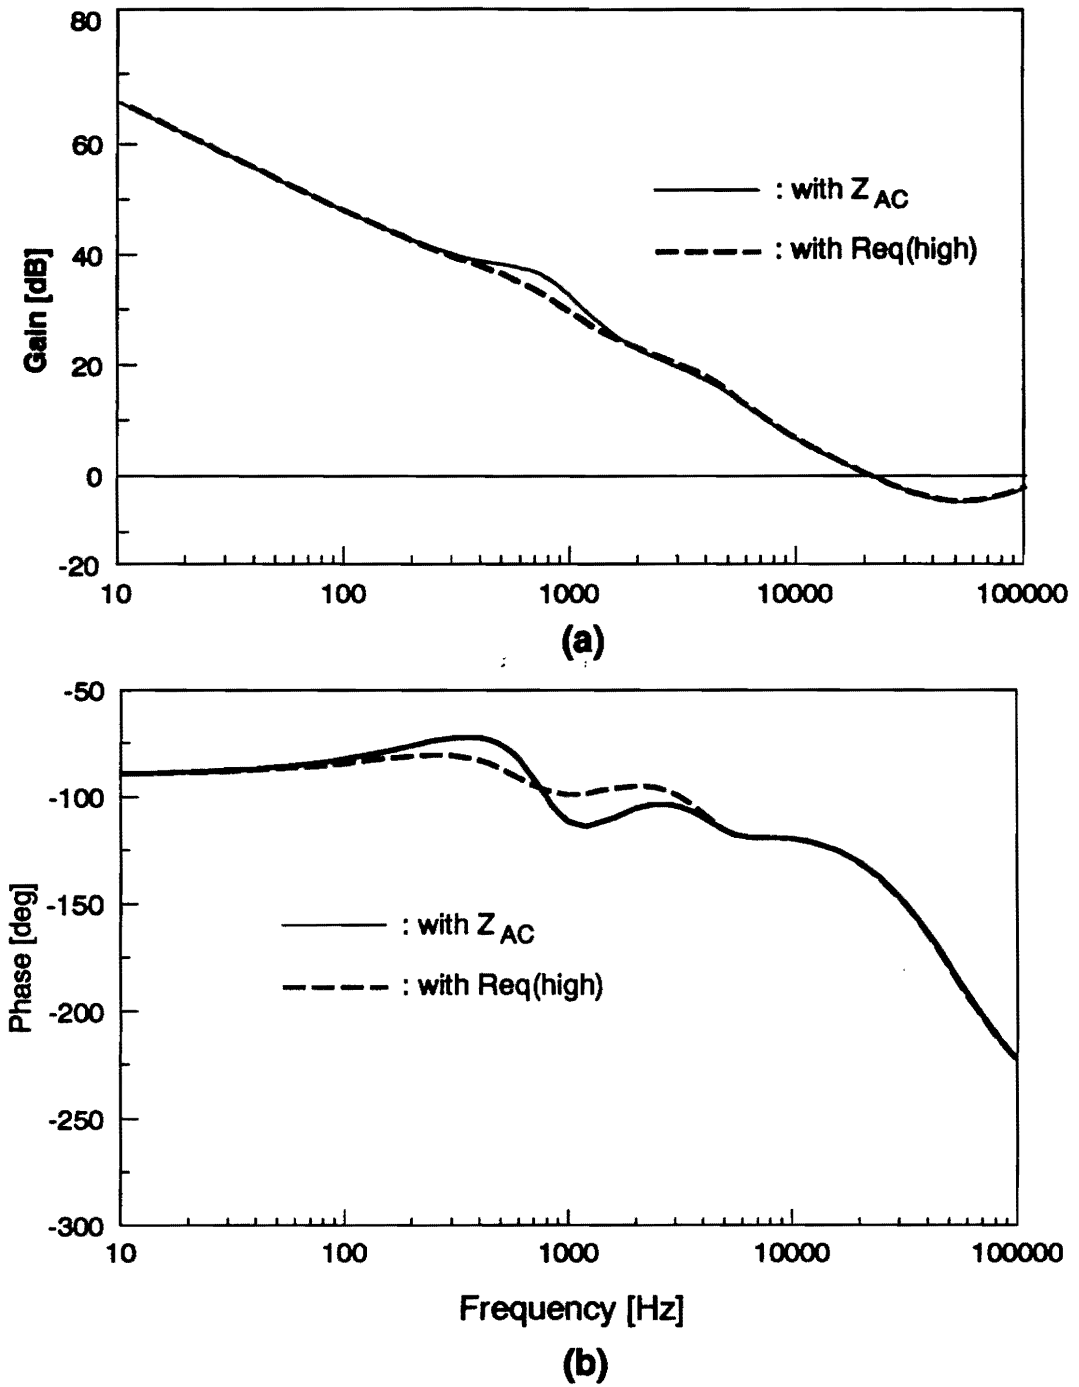 80
60
40
20
0
-20
Gain [dB]
: with Z AC
: with Req(high)
10 100 1000 10000 100000
(a)
-50
-100
-150
-200
-250
-300
Phase [deg]
: with Z AC
: with Req(high)
10 100 1000 10000 100000
Frequency [Hz]
(b)